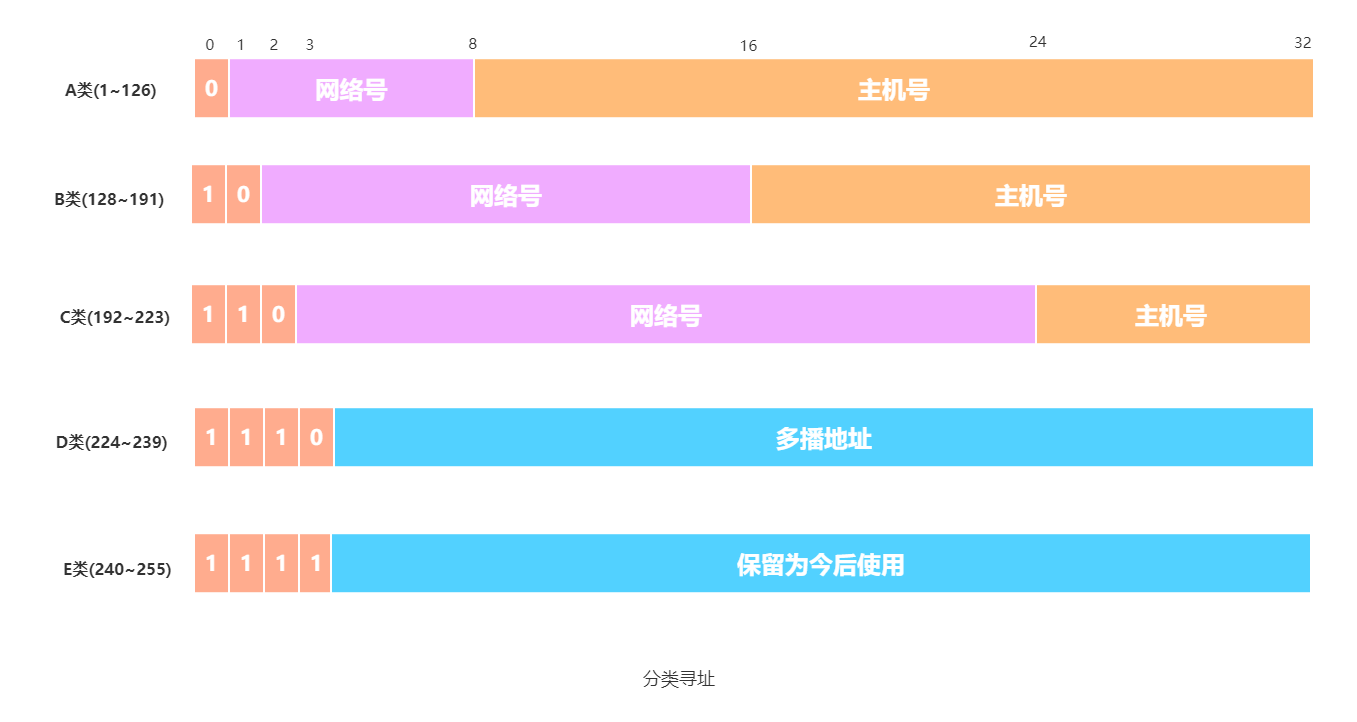 0 1 2 3 8 16 24 32
A类(1~126) 0 网络号 主机号
B类(128~191) 1 0 网络号 主机号
C类(192~223) 1 1 0 网络号 主机号
D类(224~239) 1 1 1 0 多播地址
E类(240~255) 1 1 1 1 保留为今后使用
分类寻址